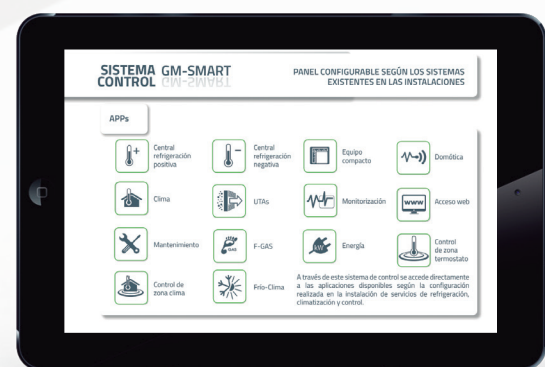 SISTEMA GM-SMART
CONTROL
PANEL CONFIGURABLE SEGÚN LOS SISTEMAS
EXISTENTES EN LAS INSTALACIONES
APPs
Central
refrigeración
positiva
Central
refrigeración
negativa
Equipo
compacto
Domótica
Clima
UTAs
Monitorización
WWW
Acceso web
Mantenimiento
GAS
F-GAS
kW
Energía
Control
de zona
termostato
Control de
zona clima
Frío-Clima
A través de este sistema de control se accede directamente
a las aplicaciones disponibles según la configuración
realizada en la instalación de servicios de refrigeración,
climatización y control.